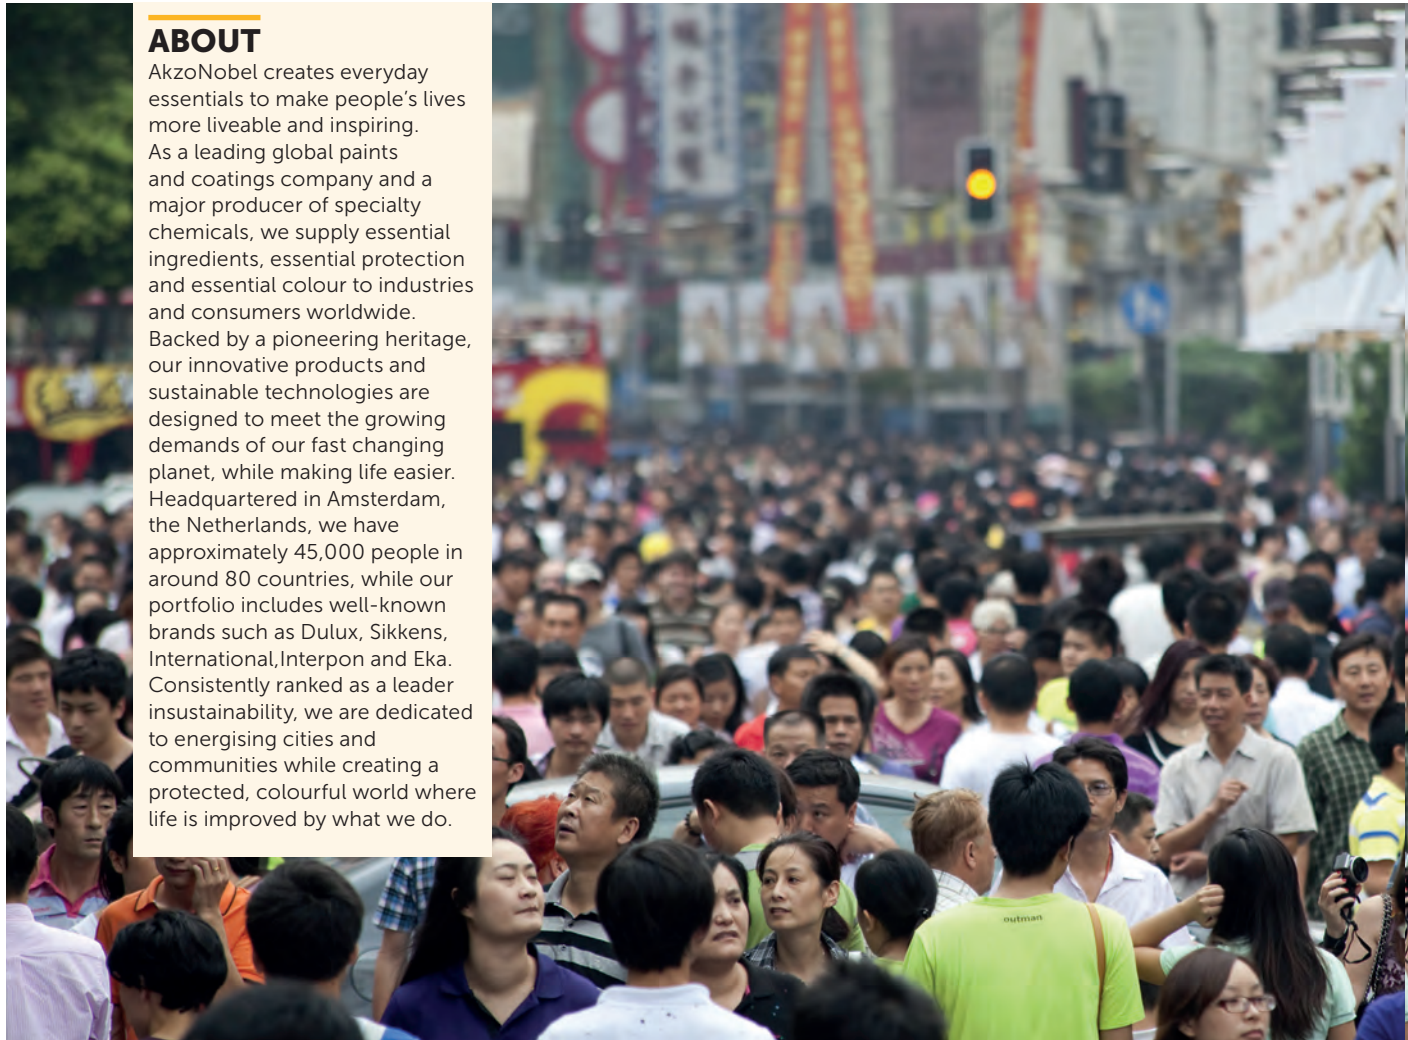 ABOUT
AkzoNobel creates everyday
essentials to make people's lives
more liveable and inspiring.
As a leading global paints
and coatings company and a
major producer of specialty
chemicals, we supply essential
ingredients, essential protection
and essential colour to industries
and consumers worldwide.
Backed by a pioneering heritage,
our innovative products and
sustainable technologies are
designed to meet the growing
demands of our fast changing
planet, while making life easier.
Headquartered in Amsterdam,
the Netherlands, we have
approximately 45,000 people in
around 80 countries, while our
portfolio includes well-known
brands such as Dulux, Sikkens,
International,Interpon and Eka.
Consistently ranked as a leader
insustainability, we are dedicated
to energising cities and
communities while creating a
protected, colourful world where
life is improved by what we do.
outman